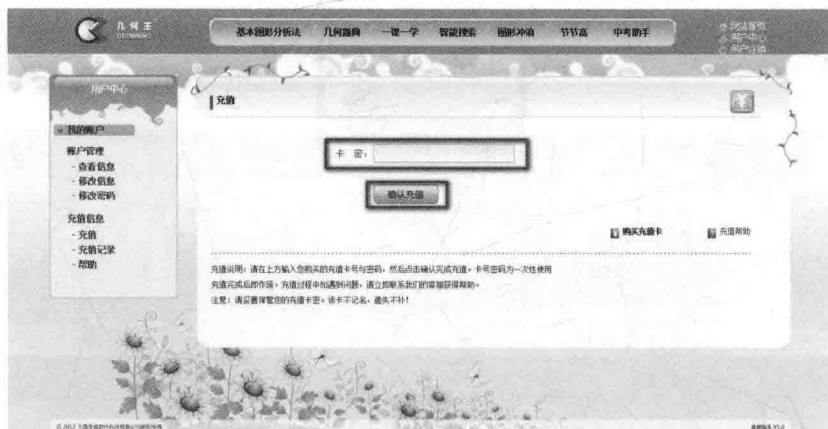 几何王
基本图形分析法 几何题典 一课一学 智能搜索 图形冲浪 节节高 中考助手
用户中心
用户中心
我的账户
账户管理
- 查看信息
- 修改信息
- 修改密码
充值信息
- 充值
- 充值记录
- 帮助
充值
卡 密：
确认充值
购买充值卡 充值帮助
充值说明：请在上方输入您购买的充值卡号与密码，然后点击确认完成充值。卡号密码为一次性使用
充值完成后即作废。充值过程中如遇到问题，请立即联系我们的客服获得帮助。
注意：请妥善保管您的充值卡密。该卡不记名，遗失不补！